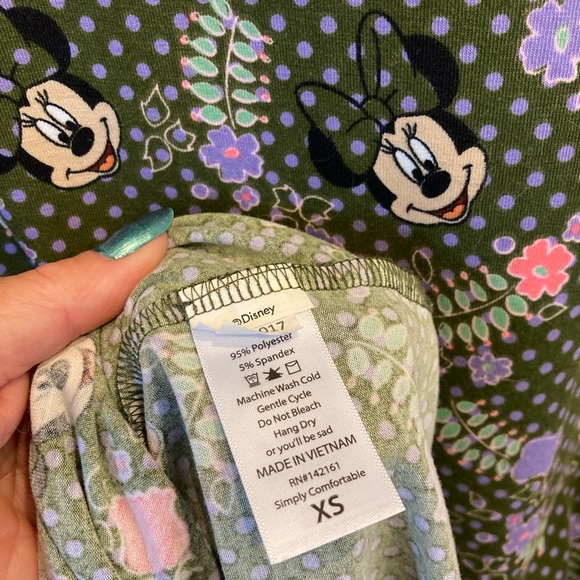 ©Disney
95% Polyester
5% Spandex
Machine Wash Cold
Gentle Cycle
Do Not Bleach
Hang Dry
or you'll be sad
MADE IN VIETNAM
RN#142161
Simply Comfortable
XS